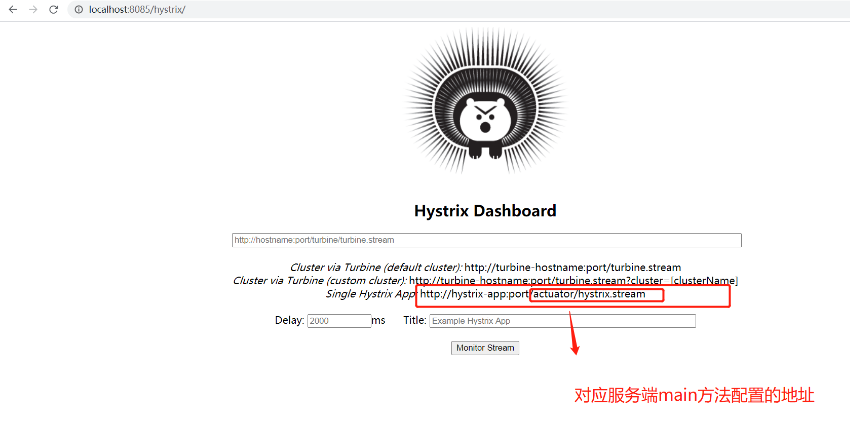 localhost:8085/hystrix/
Hystrix Dashboard
http://hostname:port/turbine/turbine.stream
Cluster via Turbine (default cluster): http://turbine-hostname:port/turbine.stream
Cluster via Turbine (custom cluster): http://turbine-hostname:port/turbine.stream?cluster=[clusterName]
Single Hystrix App: http://hystrix-app:port/actuator/hystrix.stream
Delay: 2000 ms Title: Example Hystrix App
Monitor Stream
对应服务端main方法配置的地址